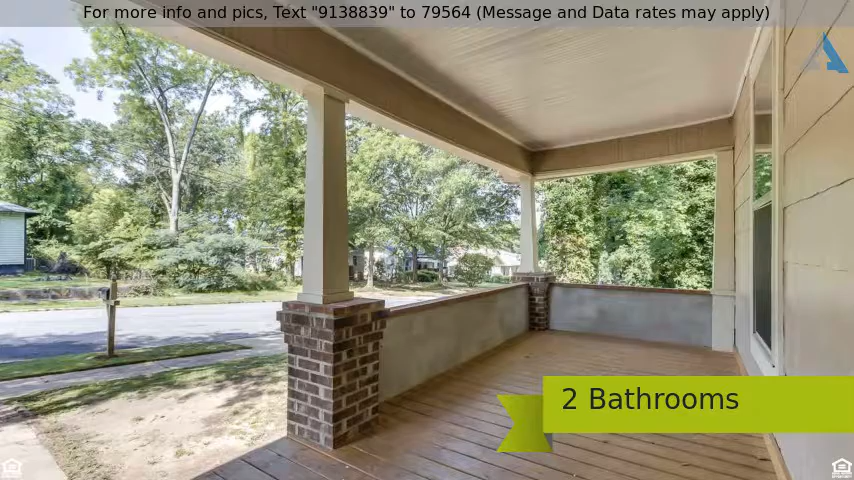 For more info and pics, Text "9138839" to 79564 (Message and Data rates may apply)
2 Bathrooms